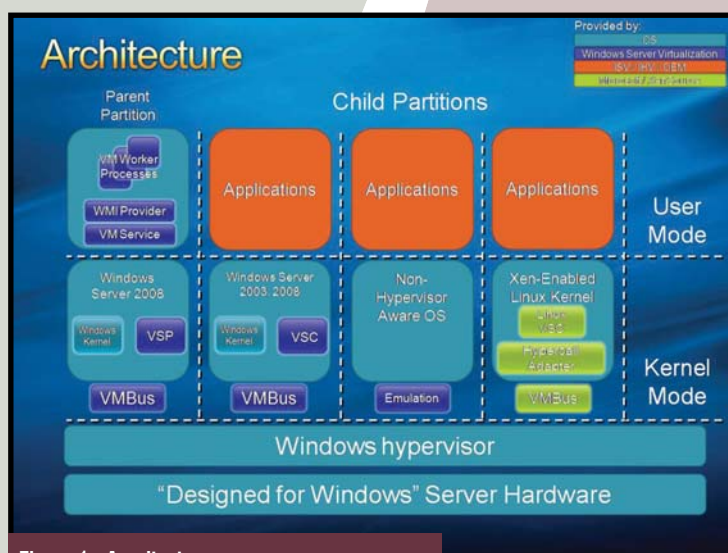 Architecture
Provided by:
OS
Windows Server Virtualization
ISV / IHV / OEM
Parent
Partition
Child Partitions
VM Worker
Processes
WMI Provider
VM Service
Applications
Applications
Applications
User
Mode
Windows
Server 2008
Windows
Kernel
VSP
VMBus
Windows Server
2003, 2008
Windows
Kernel
VSC
VMBus
Non-
Hypervisor
Aware OS
Emulation
Xen-Enabled
Linux Kernel
Linux
VSC
Hypercall
Adapter
VMBus
Kernel
Mode
Windows hypervisor
“Designed for Windows” Server Hardware